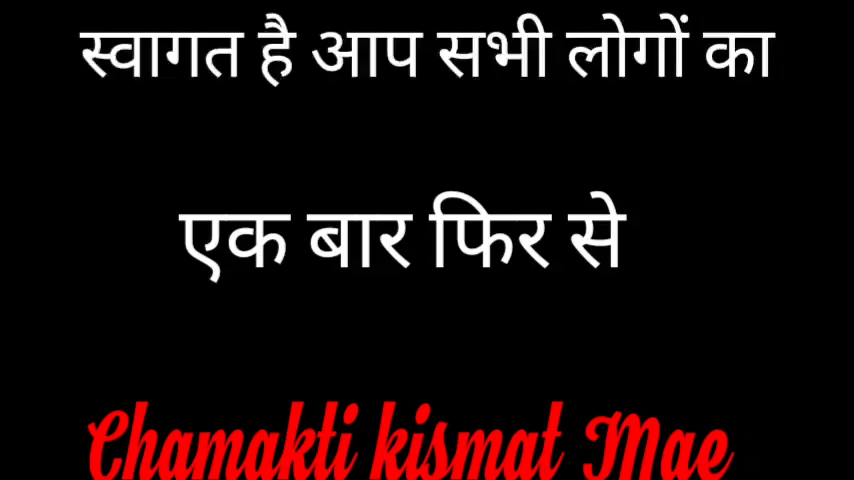 स्वागत है आप सभी लोगों का
एक बार फिर से
Chamakti kismat Mae